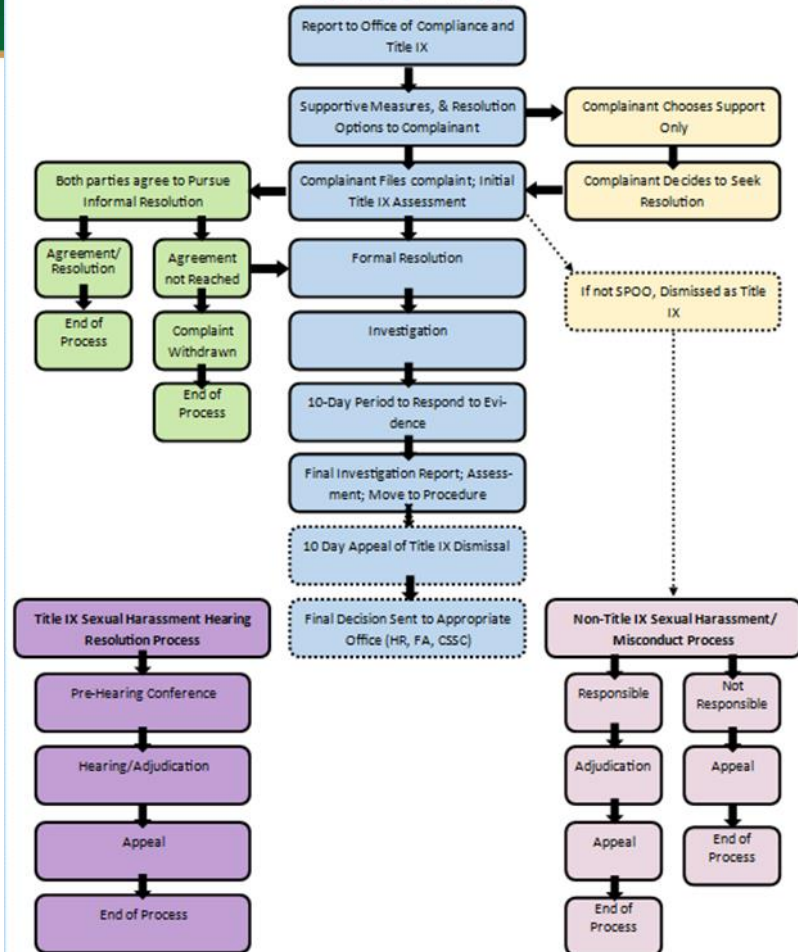 Report to Office of Compliance and
Title IX
Supportive Measures, & Resolution
Options to Complainant
Complainant Chooses Support
Only
Both parties agree to Pursue
Informal Resolution
Complainant Files complaint; Initial
Title IX Assessment
Complainant Decides to Seek
Resolution
Agreement/
Resolution
Agreement
not Reached
Formal Resolution
If not SPOO, Dismissed as Title
IX
End of
Process
Complaint
Withdrawn
Investigation
End of
Process
10-Day Period to Respond to Evi-
dence
Final Investigation Report; Assess-
ment; Move to Procedure
10 Day Appeal of Title IX Dismissal
Final Decision Sent to Appropriate
Office (HR, FA, CSSC)
Title IX Sexual Harassment Hearing
Resolution Process
Pre-Hearing Conference
Hearing/Adjudication
Appeal
End of Process
Non-Title IX Sexual Harassment/
Misconduct Process
Responsible
Adjudication
Appeal
End of
Process
Not
Responsible
Appeal
End of
Process